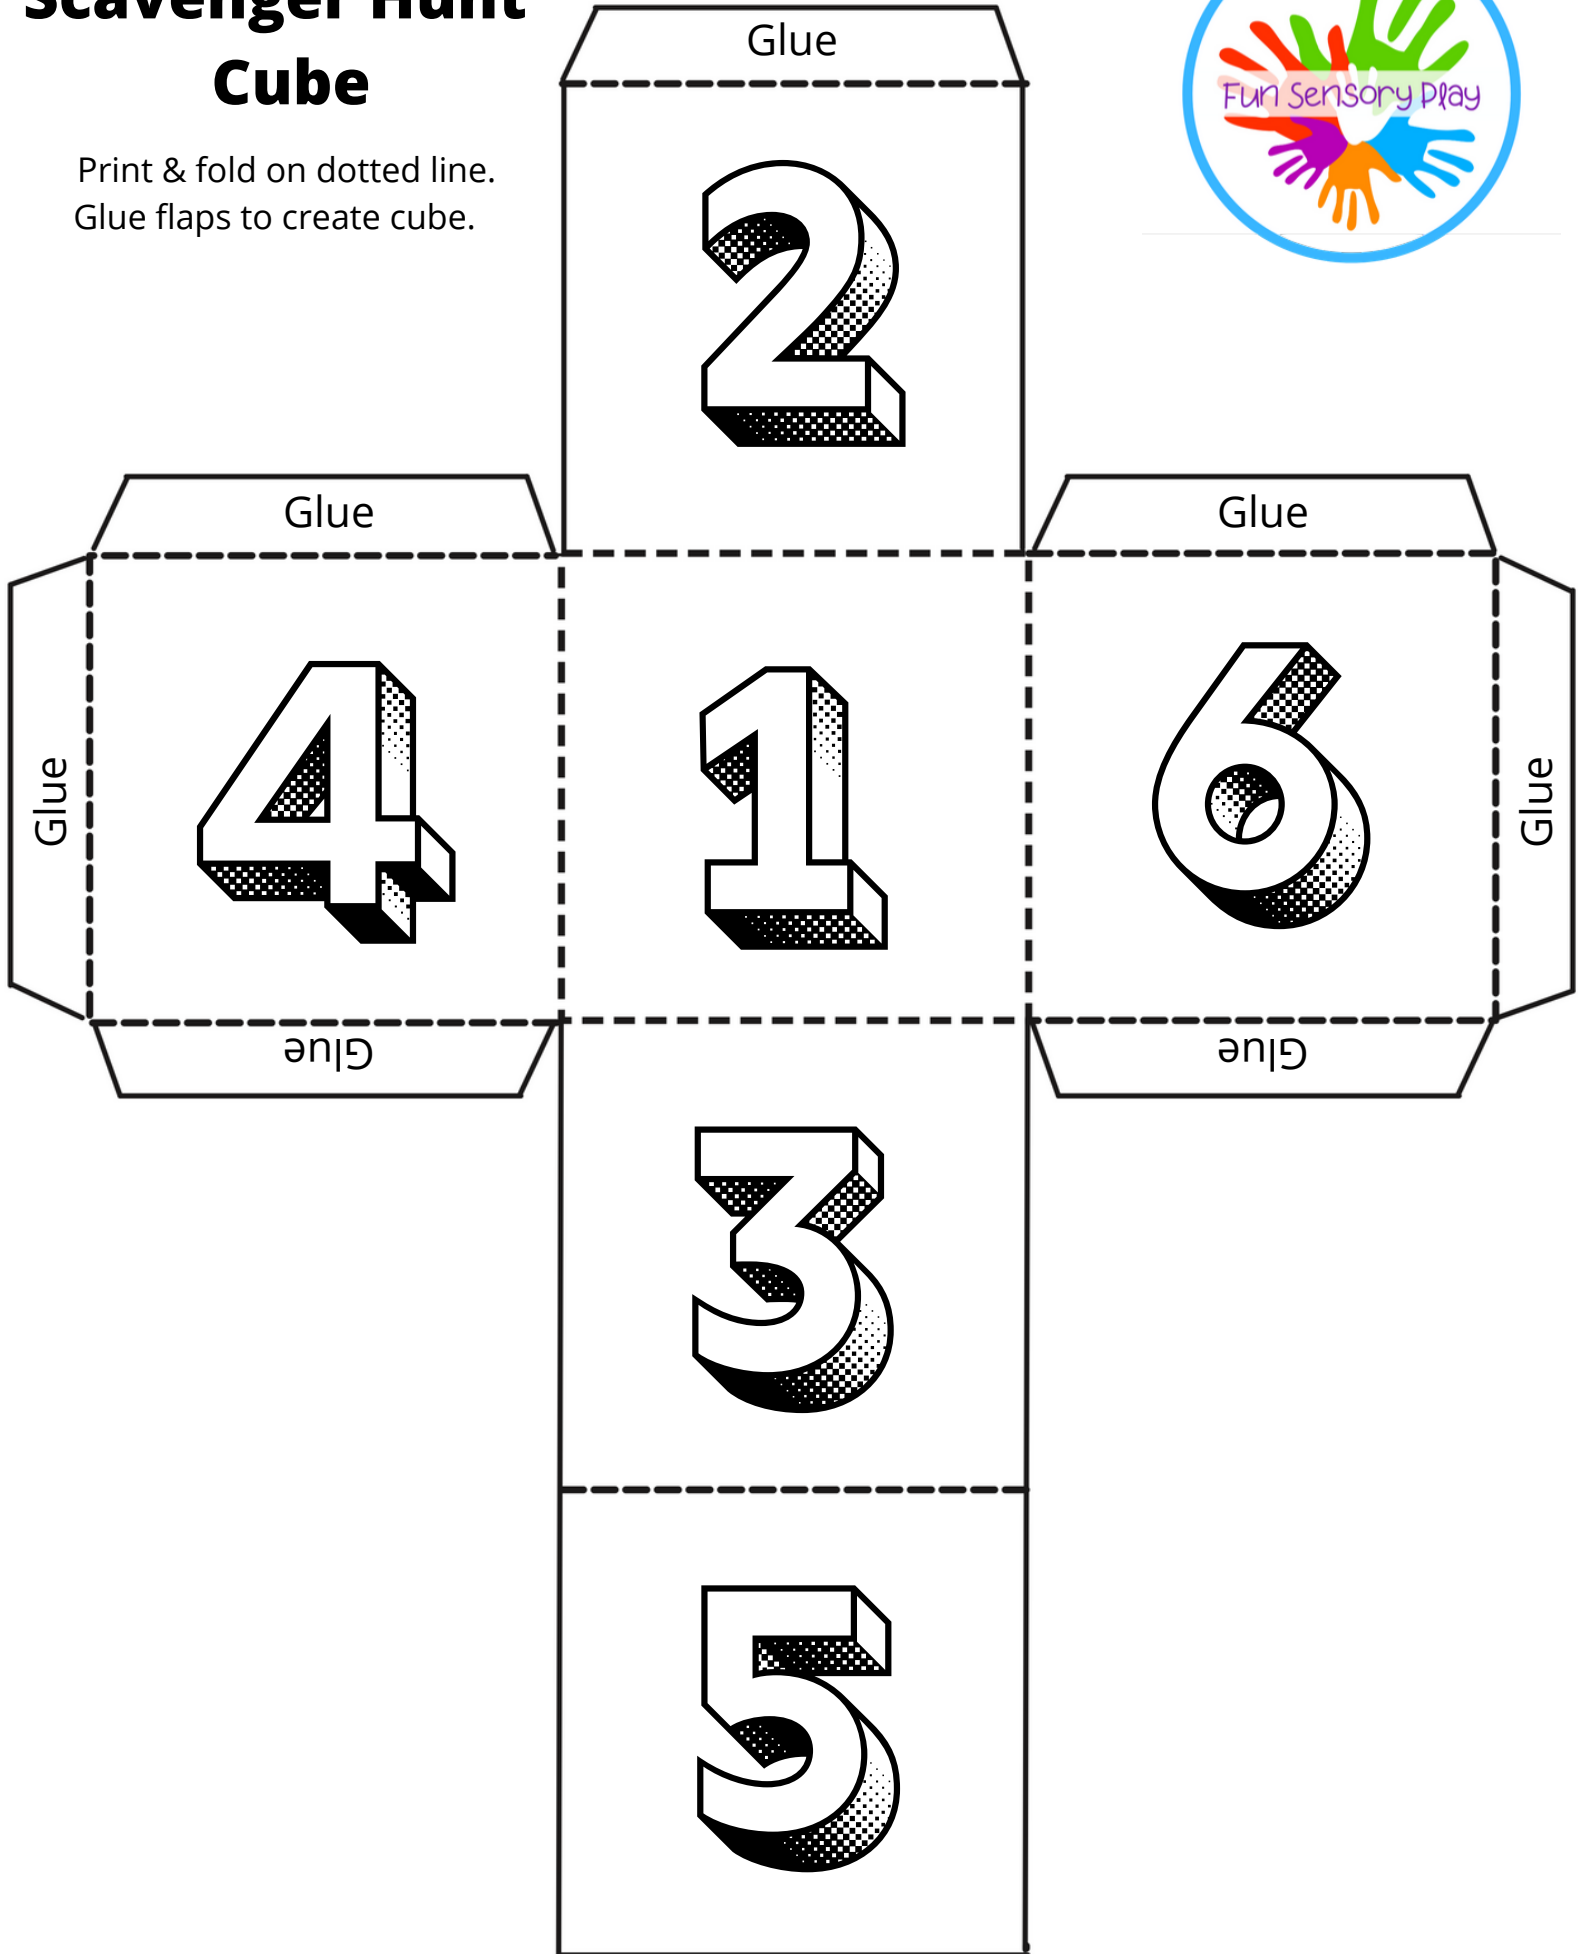 Scavenger Hunt
Cube
Print & fold on dotted line.
Glue flaps to create cube.
Glue
Fun Sensory Play
2
Glue
Glue
Glue
4
1
6
Glue
Glue
Glue
3
5